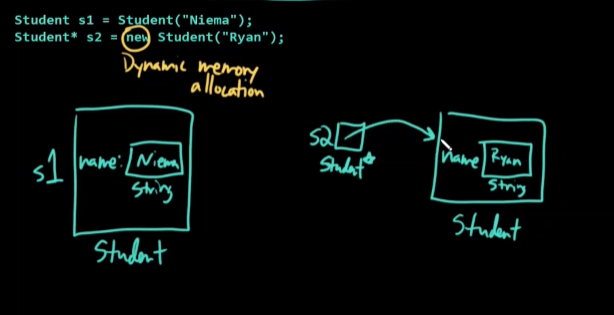 Student s1 = Student("Niema");
Student* s2 = new Student("Ryan");
Dynamic memory
allocation
s1
name: Niema
String
Student
s2
Student*
name Ryan
String
Student